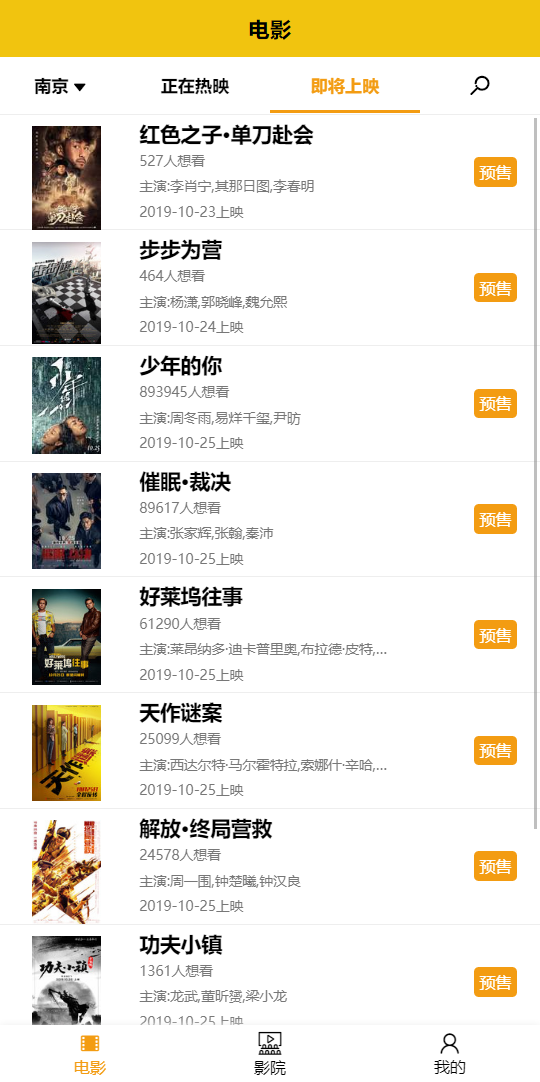 电影
南京
正在热映
即将上映
红色之子·单刀赴会
527人想看
主演:李肖宁,其那日图,李春明
2019-10-23上映
预售
步步为营
464人想看
主演:杨潇,郭晓峰,魏允熙
2019-10-24上映
预售
少年的你
893945人想看
主演:周冬雨,易烊千玺,尹昉
2019-10-25上映
预售
催眠·裁决
89617人想看
主演:张家辉,张翰,秦沛
2019-10-25上映
预售
好莱坞往事
好莱坞往事
61290人想看
主演:莱昂纳多·迪卡普里奥,布拉德·皮特,...
2019-10-25上映
预售
天作谜案
25099人想看
主演:西达尔特·马尔霍特拉,索娜什·辛哈,...
2019-10-25上映
预售
解放·终局营救
24578人想看
主演:周一围,钟楚曦,钟汉良
2019-10-25上映
预售
功夫小镇
功夫小镇
1361人想看
主演:龙武,董昕赟,梁小龙
2019-10-25上映
预售
电影
影院
我的